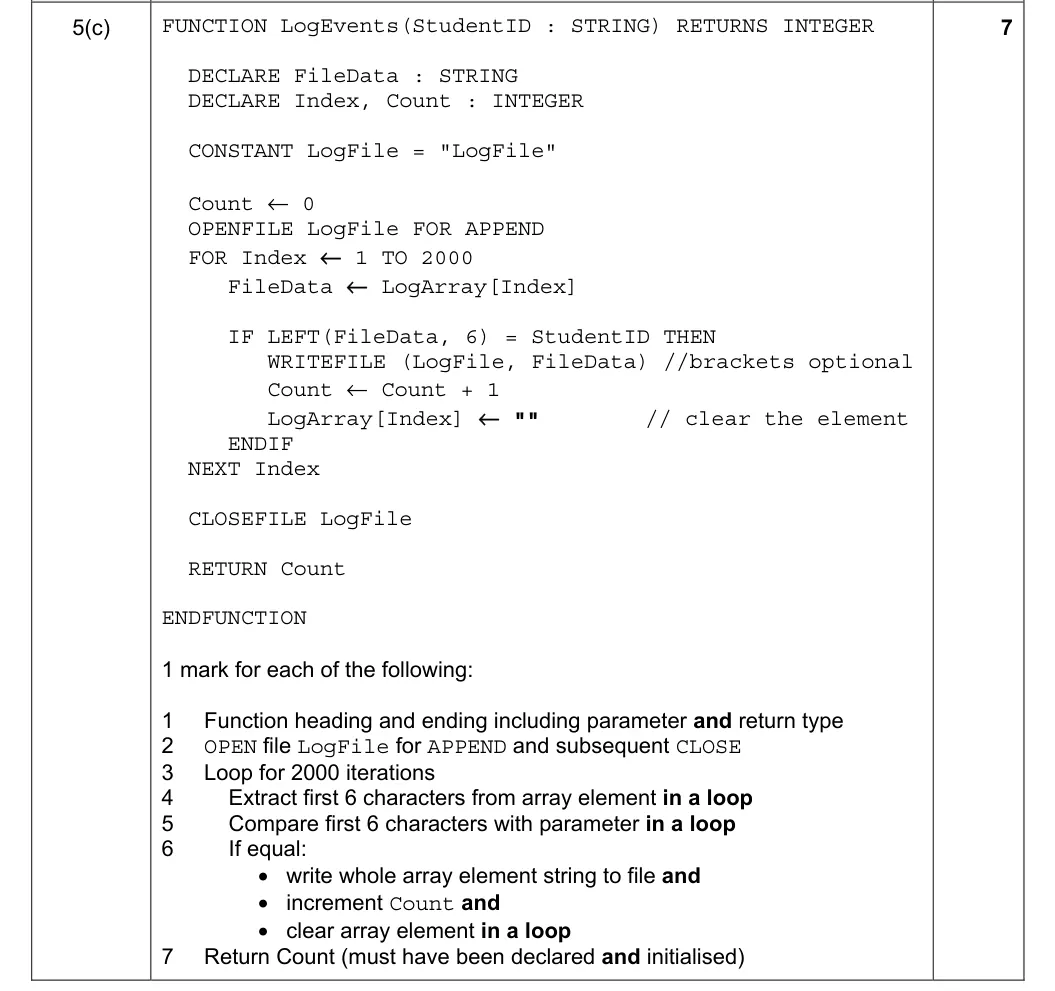 5(c)
FUNCTION LogEvents(StudentID : STRING) RETURNS INTEGER
7
DECLARE FileData : STRING
DECLARE Index, Count : INTEGER
CONSTANT LogFile = "LogFile"
Count ← 0
OPENFILE LogFile FOR APPEND
FOR Index ← 1 TO 2000
FileData ← LogArray[Index]
IF LEFT(FileData, 6) = StudentID THEN
WRITEFILE (LogFile, FileData) //brackets optional
Count ← Count + 1
LogArray[Index] ← "" // clear the element
ENDIF
NEXT Index
CLOSEFILE LogFile
RETURN Count
ENDFUNCTION
1 mark for each of the following:
1 Function heading and ending including parameter and return type
2 OPEN file LogFile for APPEND and subsequent CLOSE
3 Loop for 2000 iterations
4 Extract first 6 characters from array element in a loop
5 Compare first 6 characters with parameter in a loop
6 If equal:
• write whole array element string to file and
• increment Count and
• clear array element in a loop
7 Return Count (must have been declared and initialised)